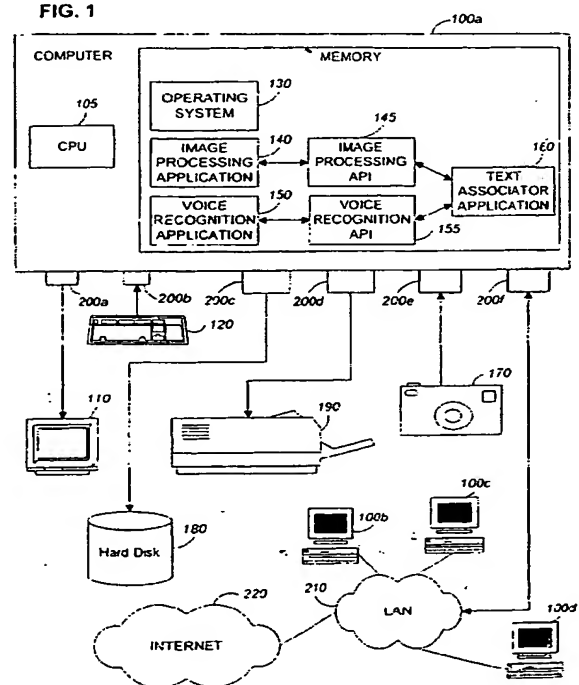 FIG. 1
100a
COMPUTER
MEMORY
105
CPU
OPERATING
SYSTEM
130
IMAGE
PROCESSING
APPLICATION
140
145
IMAGE
PROCESSING
API
160
TEXT
ASSOCIATOR
APPLICATION
VOICE
RECOGNITION
APPLICATION
150
VOICE
RECOGNITION
API
155
200a
200b
200c
200d
200e
200f
120
110
190
170
180
Hard Disk
100b
100c
220
210
LAN
INTERNET
100d